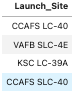 Launch_Site
CCAFS LC-40
VAFB SLC-4E
KSC LC-39A
CCAFS SLC-40